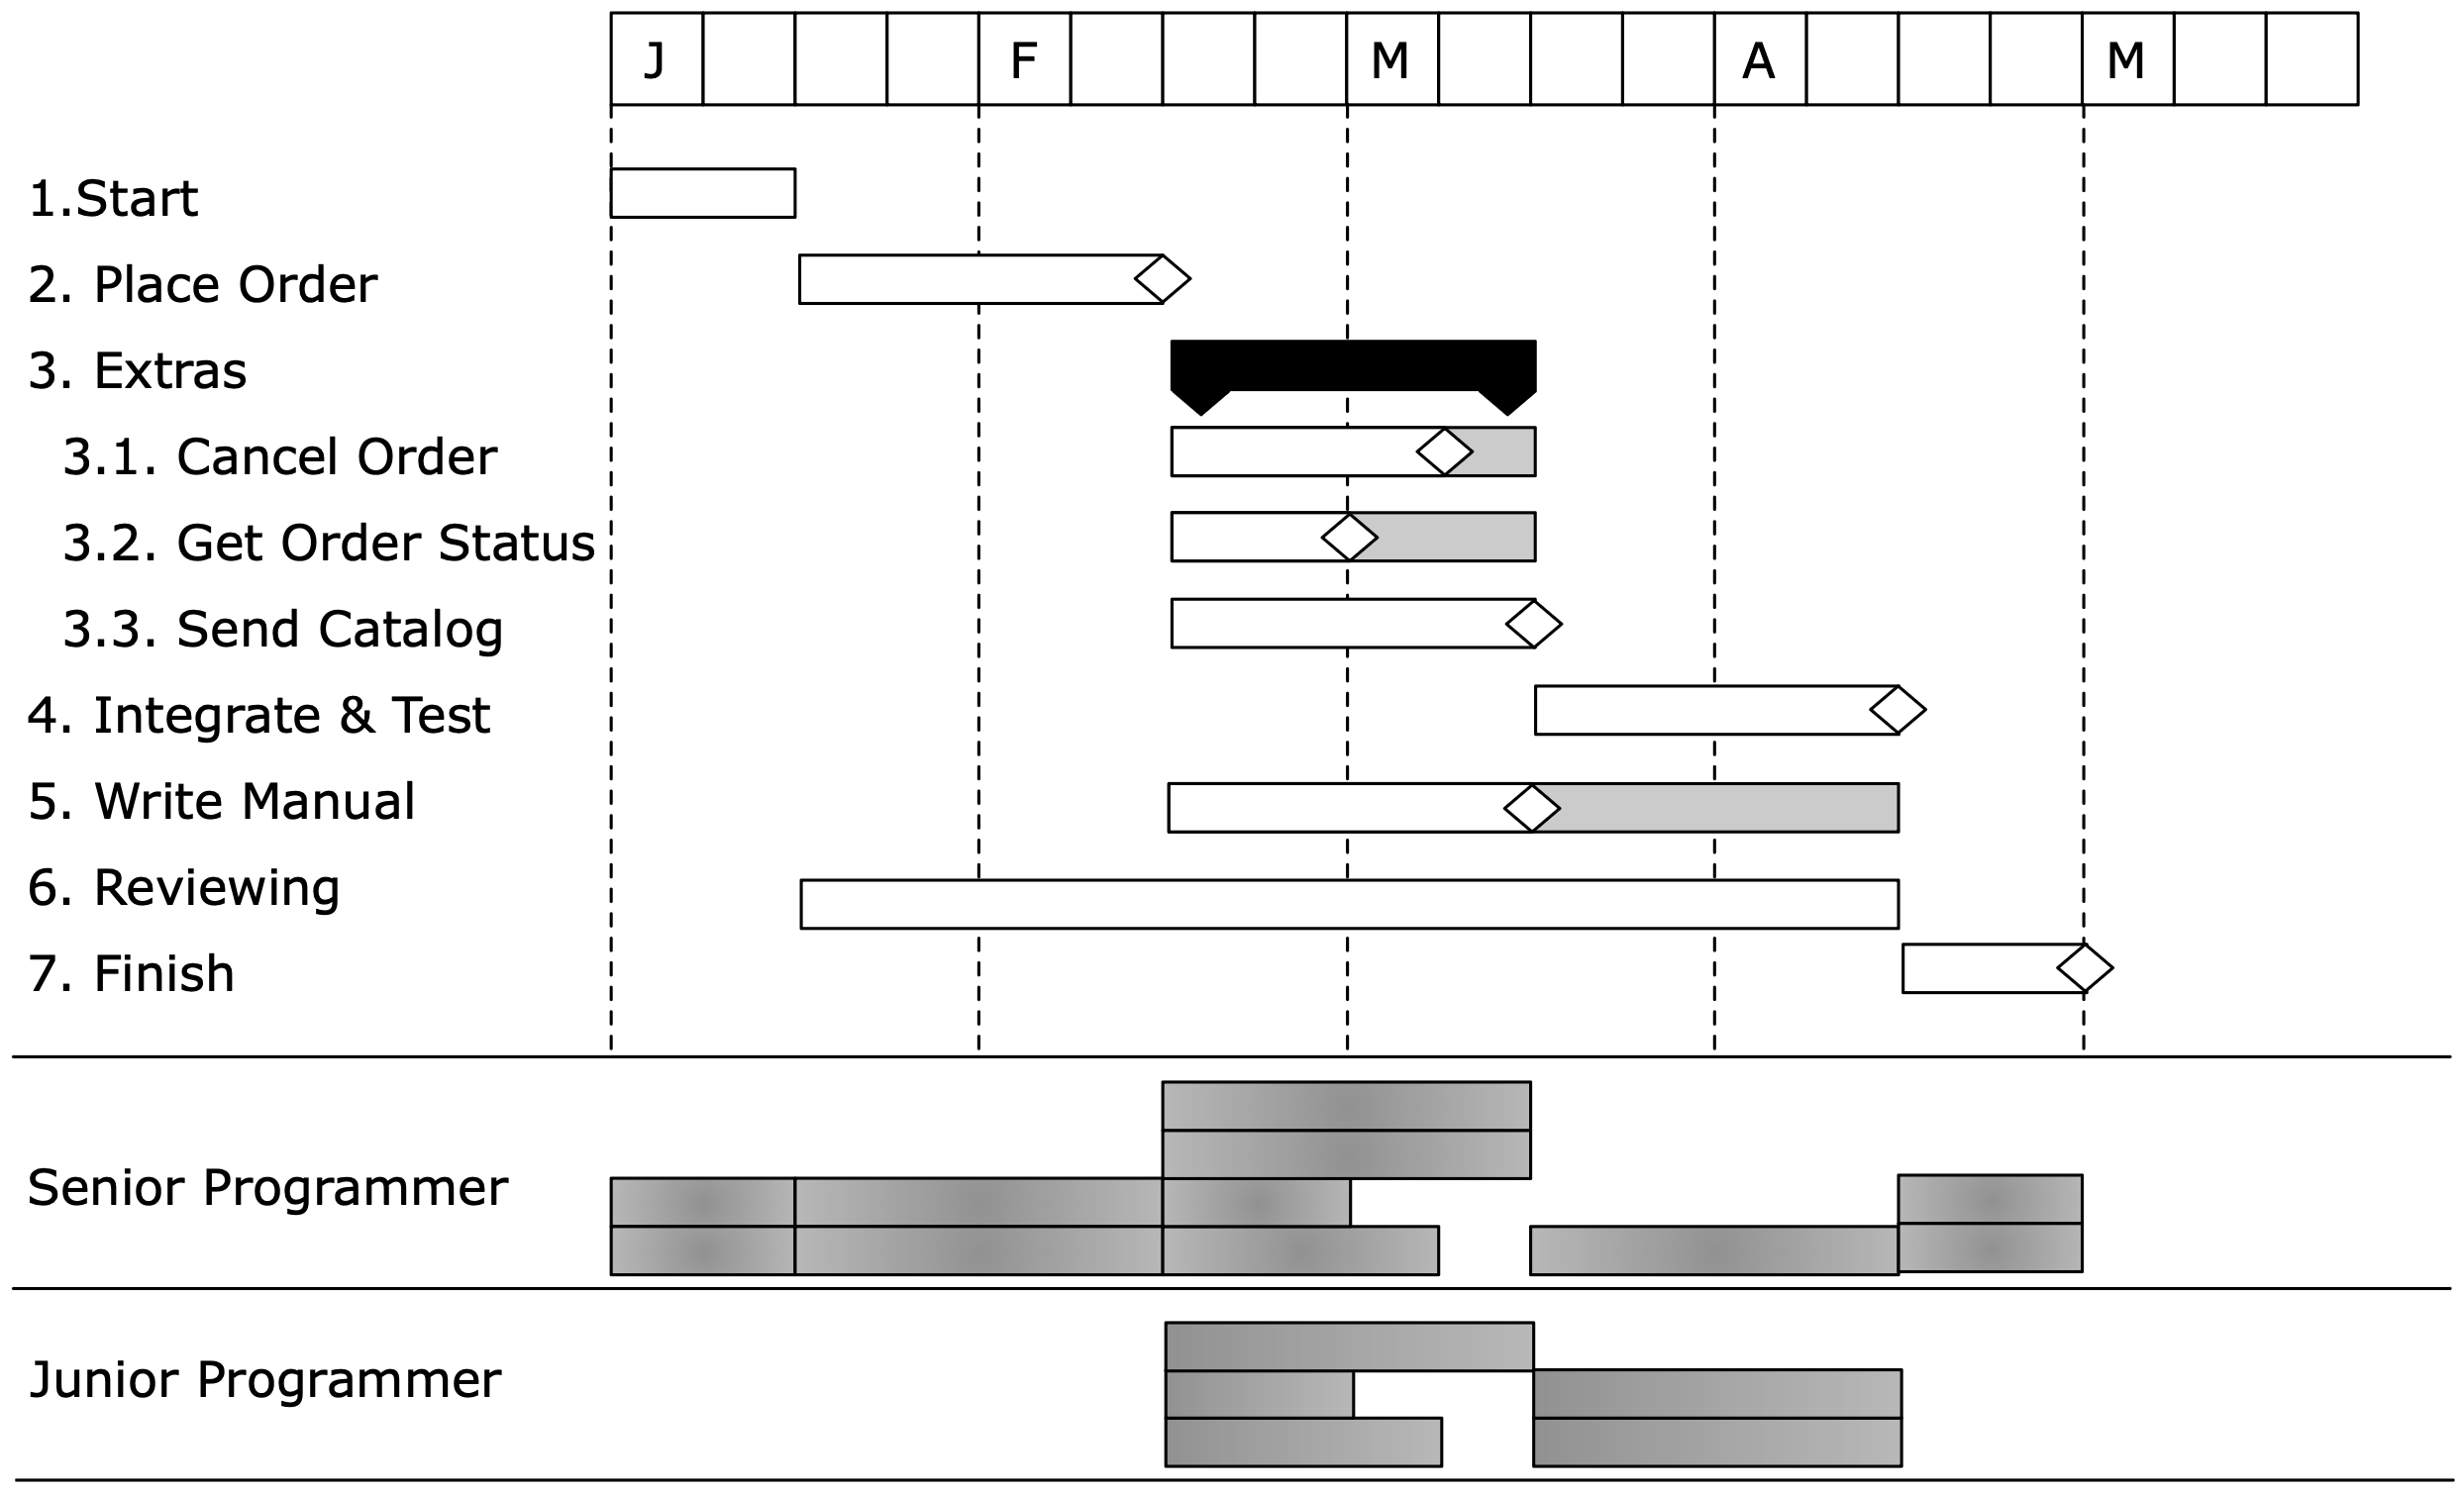 J F M A M
1.Start
2. Place Order
3. Extras
3.1. Cancel Order
3.2. Get Order Status
3.3. Send Catalog
4. Integrate & Test
5. Write Manual
6. Reviewing
7. Finish
Senior Programmer
Junior Programmer